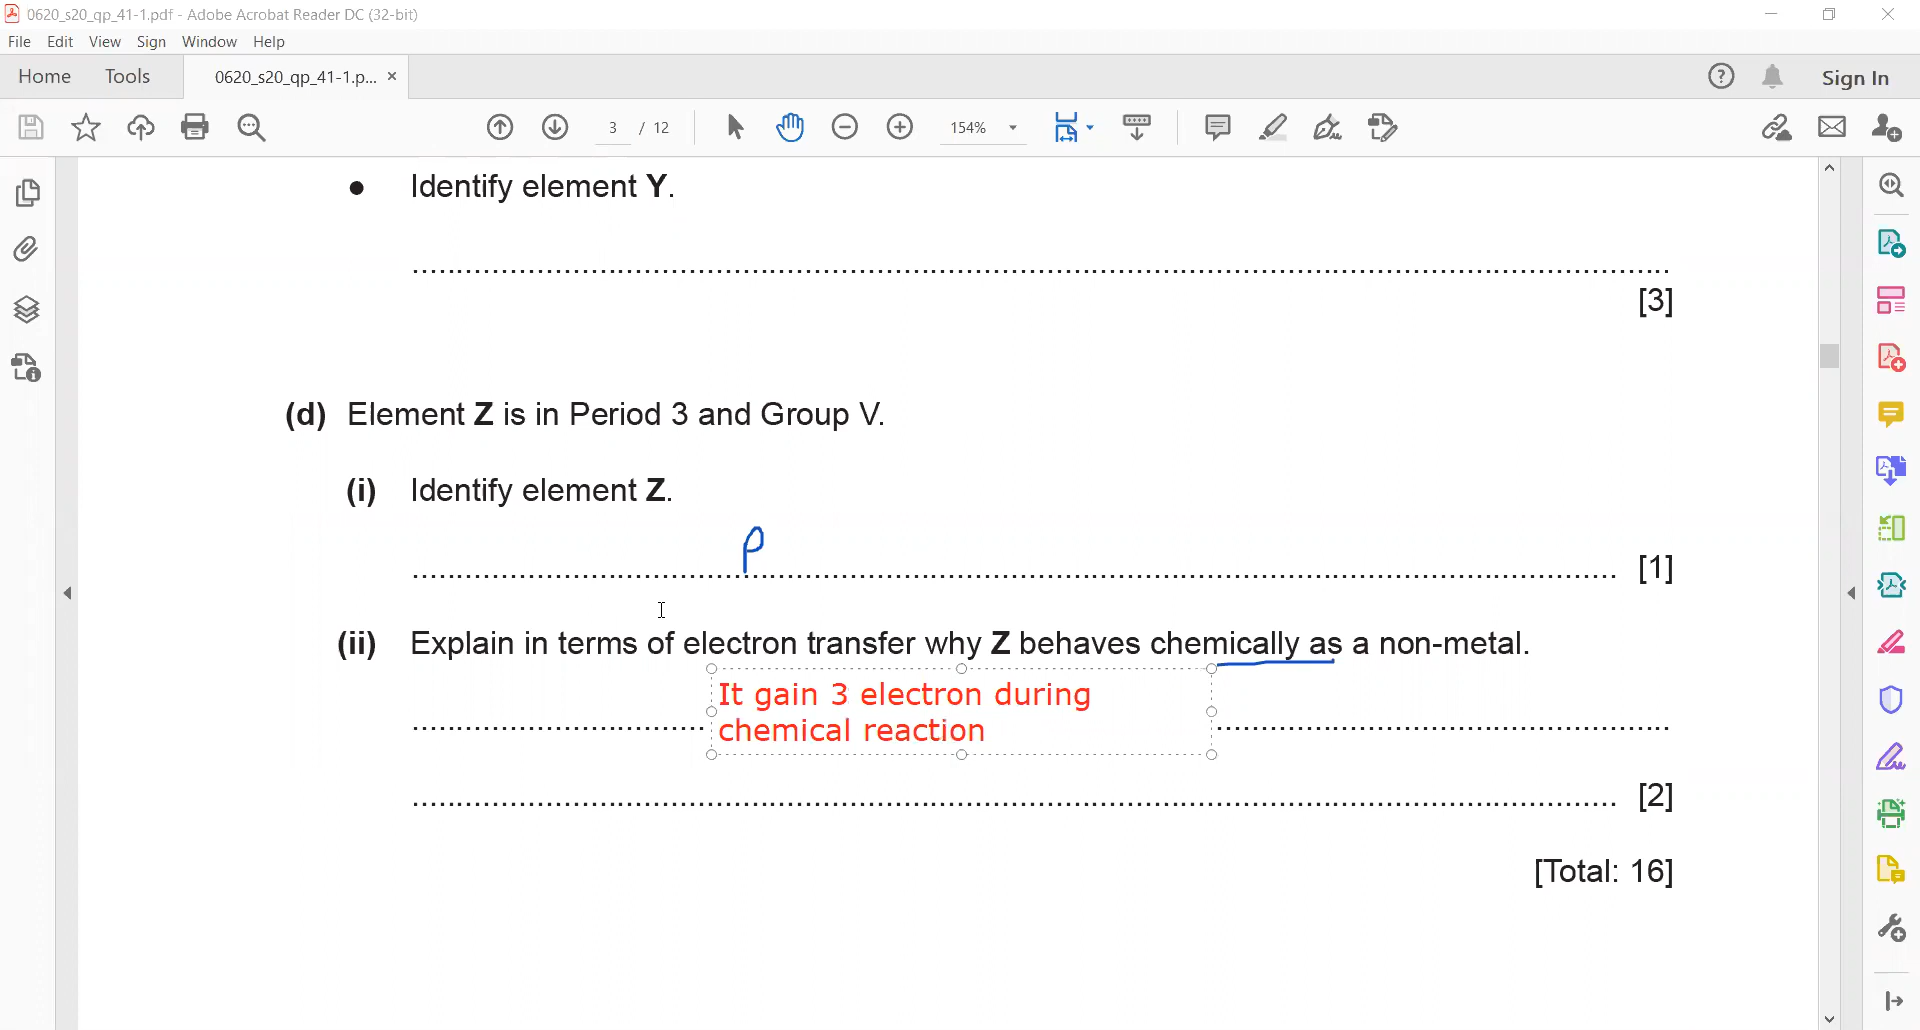 0620_s20_qp_41-1.pdf - Adobe Acrobat Reader DC (32-bit)
File Edit View Sign Window Help
Home Tools 0620_s20_qp_41-1.p... × Sign In
3 / 12 154%
• Identify element Y.
[3]
(d) Element Z is in Period 3 and Group V.
(i) Identify element Z.
P
[1]
(ii) Explain in terms of electron transfer why Z behaves chemically as a non-metal.
It gain 3 electron during
chemical reaction
[2]
[Total: 16]